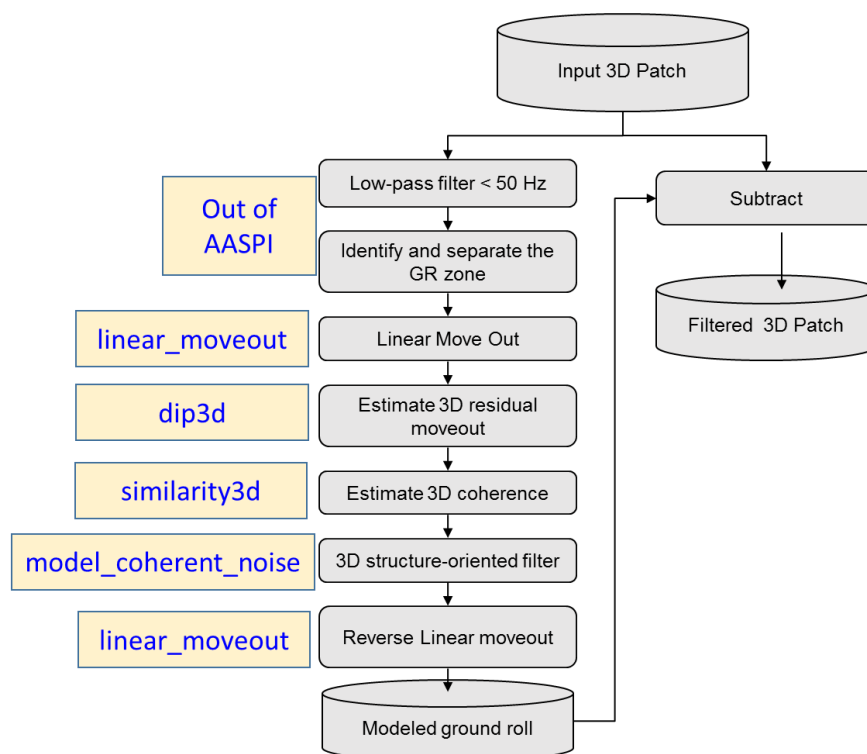 Input 3D Patch
Low-pass filter < 50 Hz
Subtract
Out of
AASPI
Identify and separate the
GR zone
Filtered  3D Patch
linear_moveout
Linear Move Out
dip3d
Estimate 3D residual
moveout
similarity3d
Estimate 3D coherence
model_coherent_noise
3D structure-oriented filter
linear_moveout
Reverse Linear moveout
Modeled ground roll